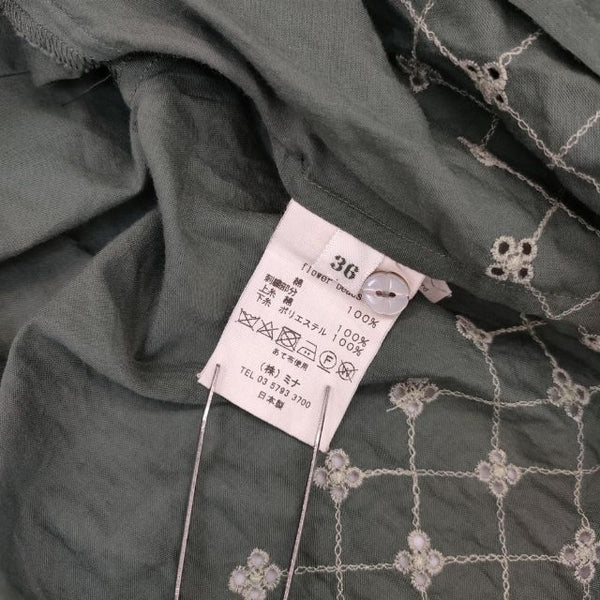 36
flower
綿 100%
刺繍部分
上糸 綿 100%
下糸 ポリエステル 100%
あて布使用
F W
(株) ミナ
TEL 03 5793 3700
日本製